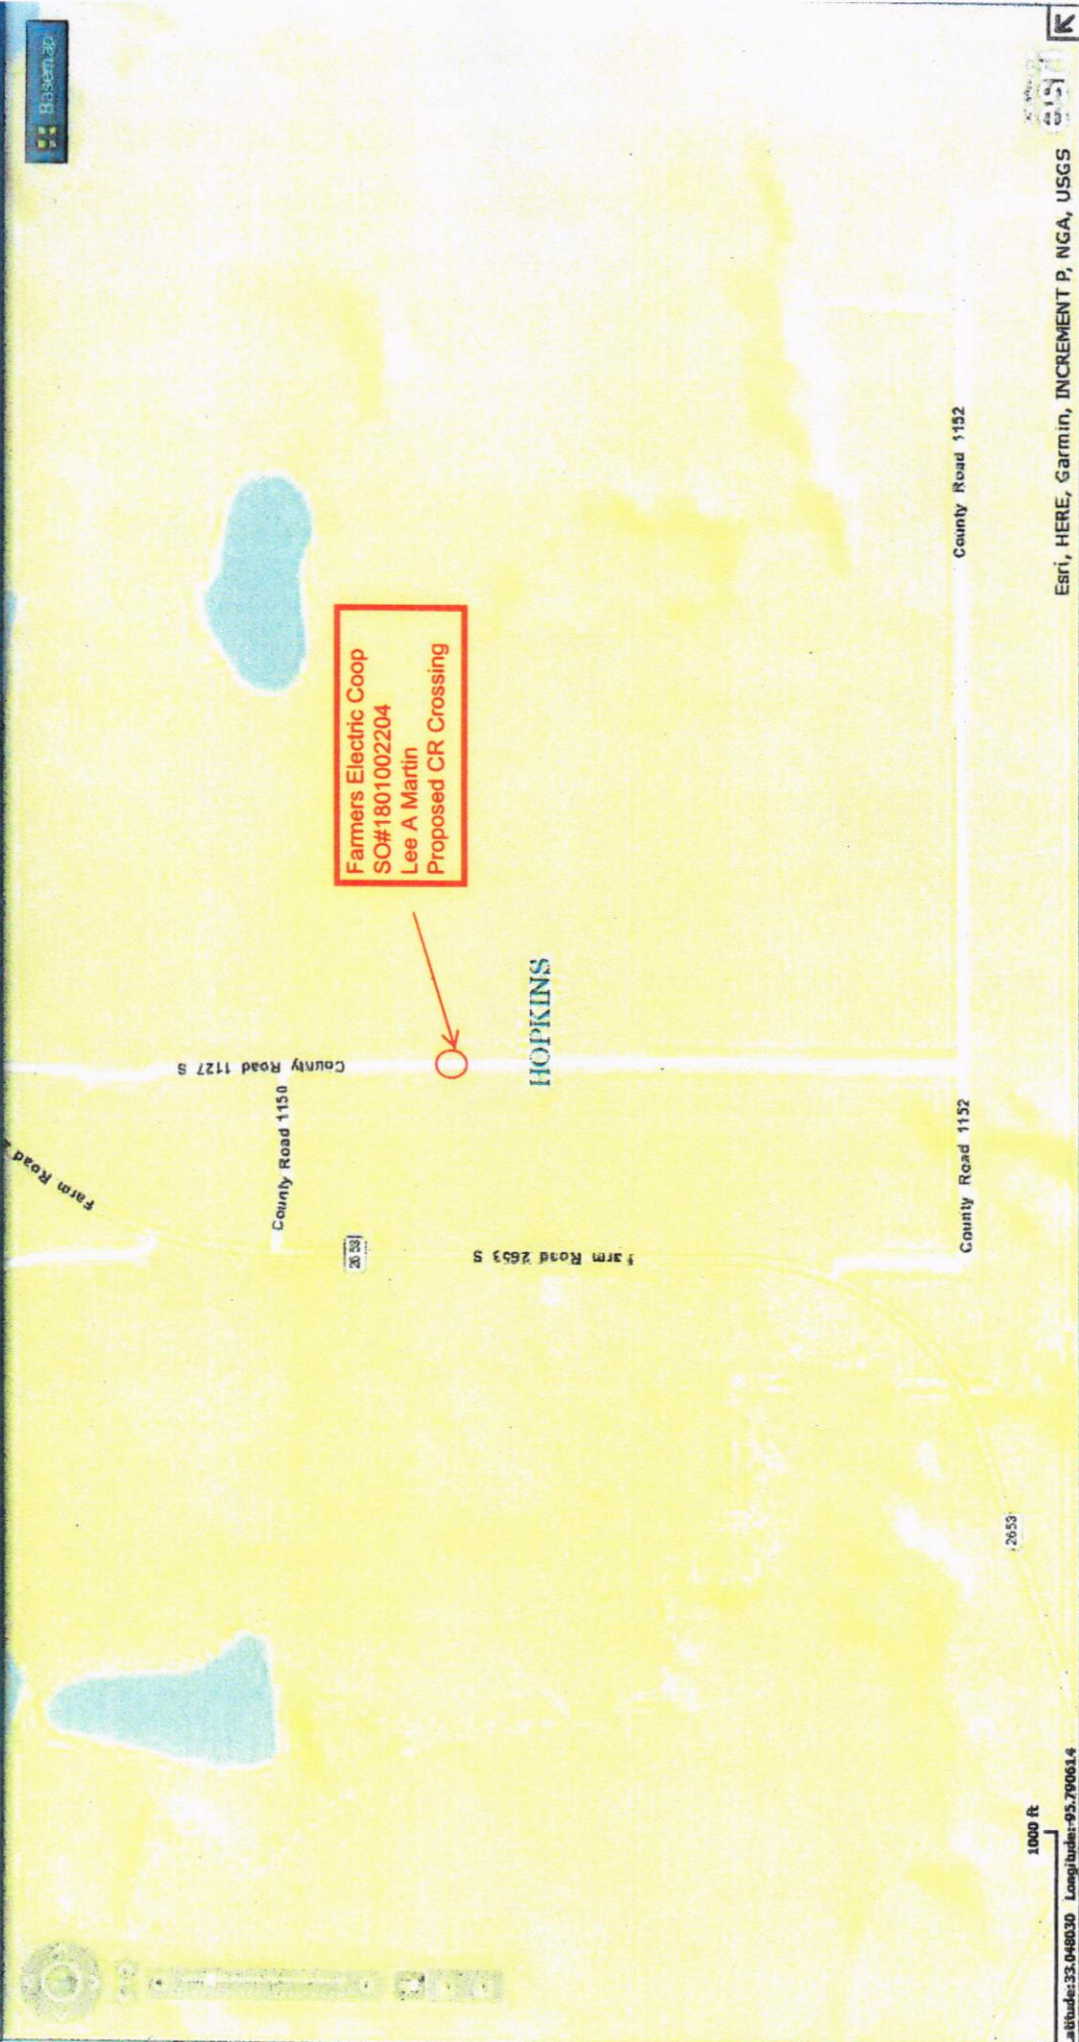 Basemap
Farm Road
County Road 1127 S
County Road 1150
2653
Farm Road 2653 S
Farmers Electric Coop
SO#1801002204
Lee A Martin
Proposed CR Crossing
HOPKINS
County Road 1152
County Road 1152
2653
1000 ft
esri
Esri, HERE, Garmin, INCREMENT P, NGA, USGS
atitude:33.048030 Longitude:-95.790614